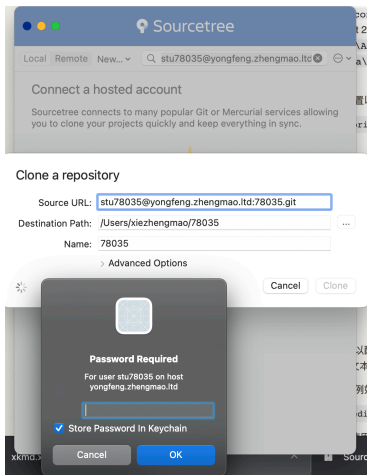 Sourcetree
Local Remote New... stu78035@yongfeng.zhengmao.ltd
Connect a hosted account
Sourcetree connects to many popular Git or Mercurial services allowing
you to clone your projects quickly and keep everything in sync.
Clone a repository
Source URL: stu78035@yongfeng.zhengmao.ltd:78035.git
Destination Path: /Users/xiezhengmao/78035
...
Name: 78035
Advanced Options
Cancel Clone
Password Required
For user stu78035 on host
yongfeng.zhengmao.ltd
Store Password In Keychain
Cancel OK
xkmd. Sourc